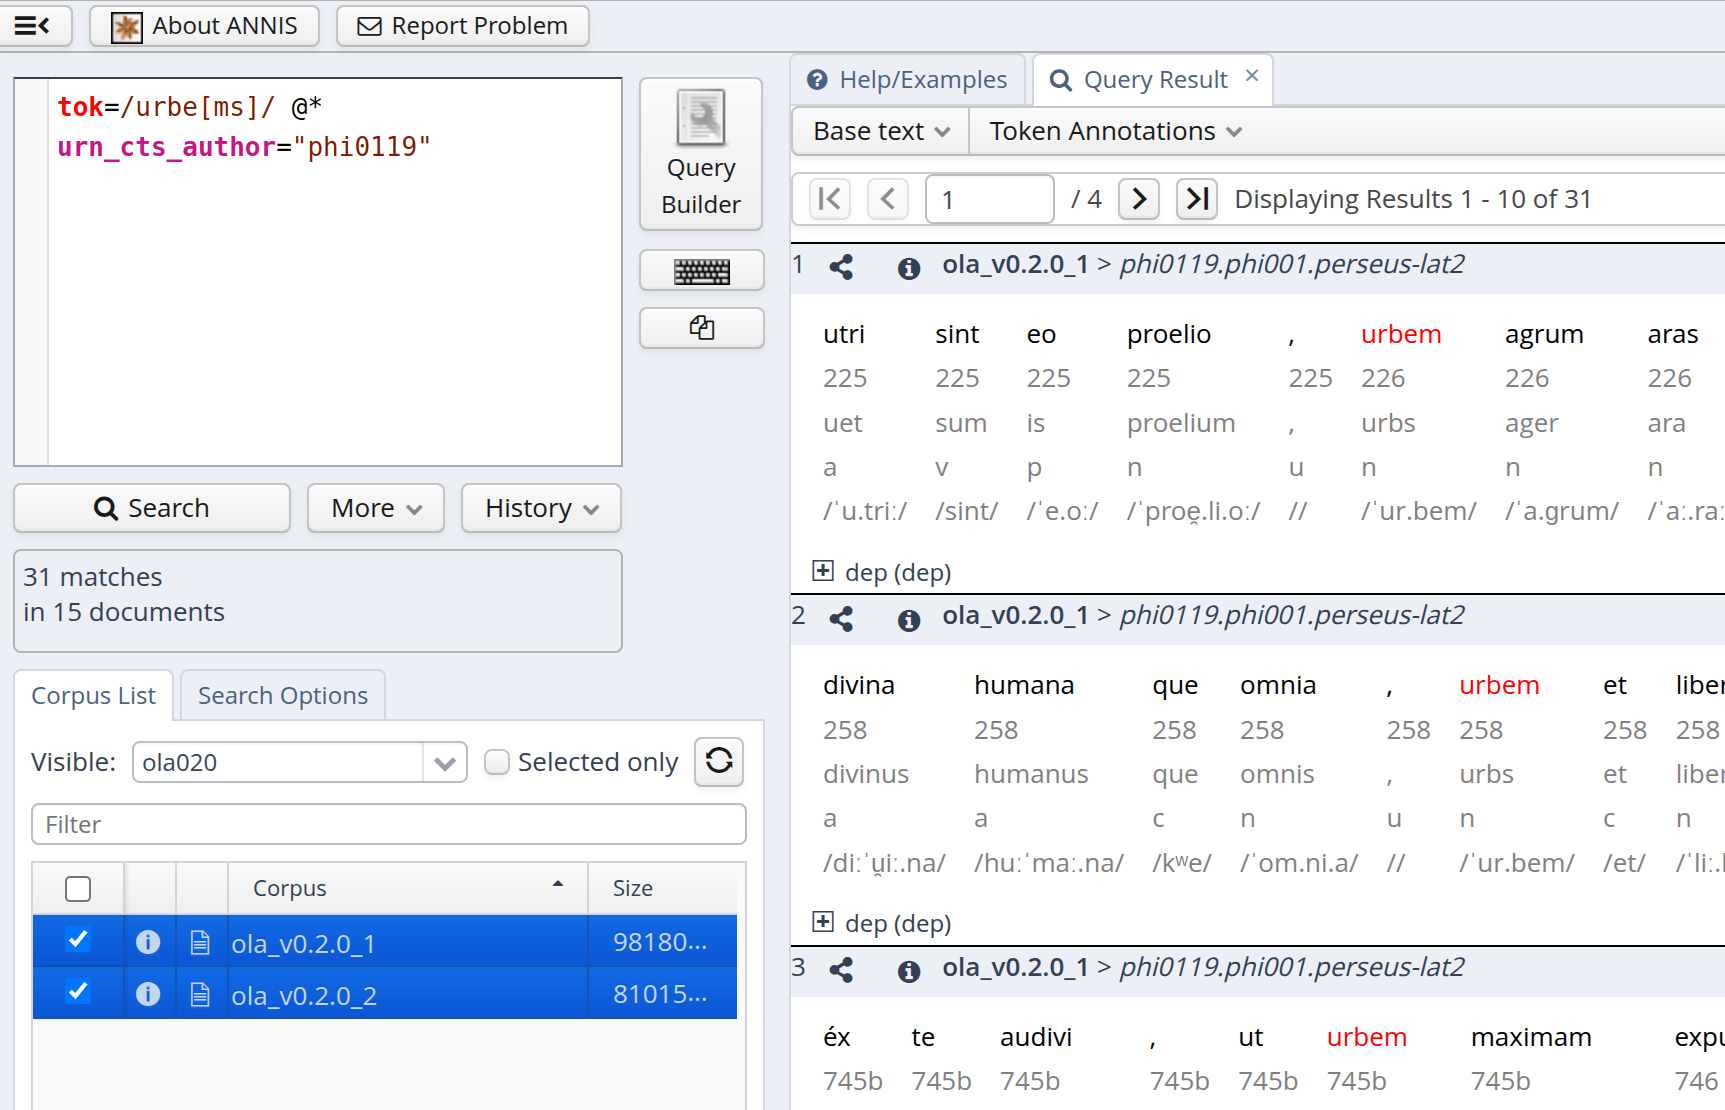 About ANNIS
Report Problem
tok=/urbe[ms]/ @*
urn_cts_author="phi0119"
Query
Builder
Search
More
History
31 matches
in 15 documents
Corpus List
Search Options
Visible:
ola020
Selected only
Filter
Corpus
Size
ola_v0.2.0_1
98180...
ola_v0.2.0_2
81015...
Help/Examples
Query Result
Base text
Token Annotations
1
/ 4
Displaying Results 1 - 10 of 31
1 ola_v0.2.0_1 > phi0119.phi001.perseus-lat2
utri sint eo proelio , urbem agrum aras
225 225 225 225 225 226 226 226
uet sum is proelium , urbs ager ara
a v p n u n n n
/ˈu.triː/ /sint/ /ˈe.oː/ /ˈproe̯.li.oː/ // /ˈur.bem/ /ˈa.grum/ /ˈaː.raː
dep (dep)
2 ola_v0.2.0_1 > phi0119.phi001.perseus-lat2
divina humana que omnia , urbem et liber
258 258 258 258 258 258 258 258
divinus humanus que omnis , urbs et liber
a a c n u n c n
/diːˈu̯iː.na/ /huːˈmaː.na/ /kʷe/ /ˈom.ni.a/ // /ˈur.bem/ /et/ /ˈliː.l
dep (dep)
3 ola_v0.2.0_1 > phi0119.phi001.perseus-lat2
éx te audivi , ut urbem maximam expu
745b 745b 745b 745b 745b 745b 745b 746